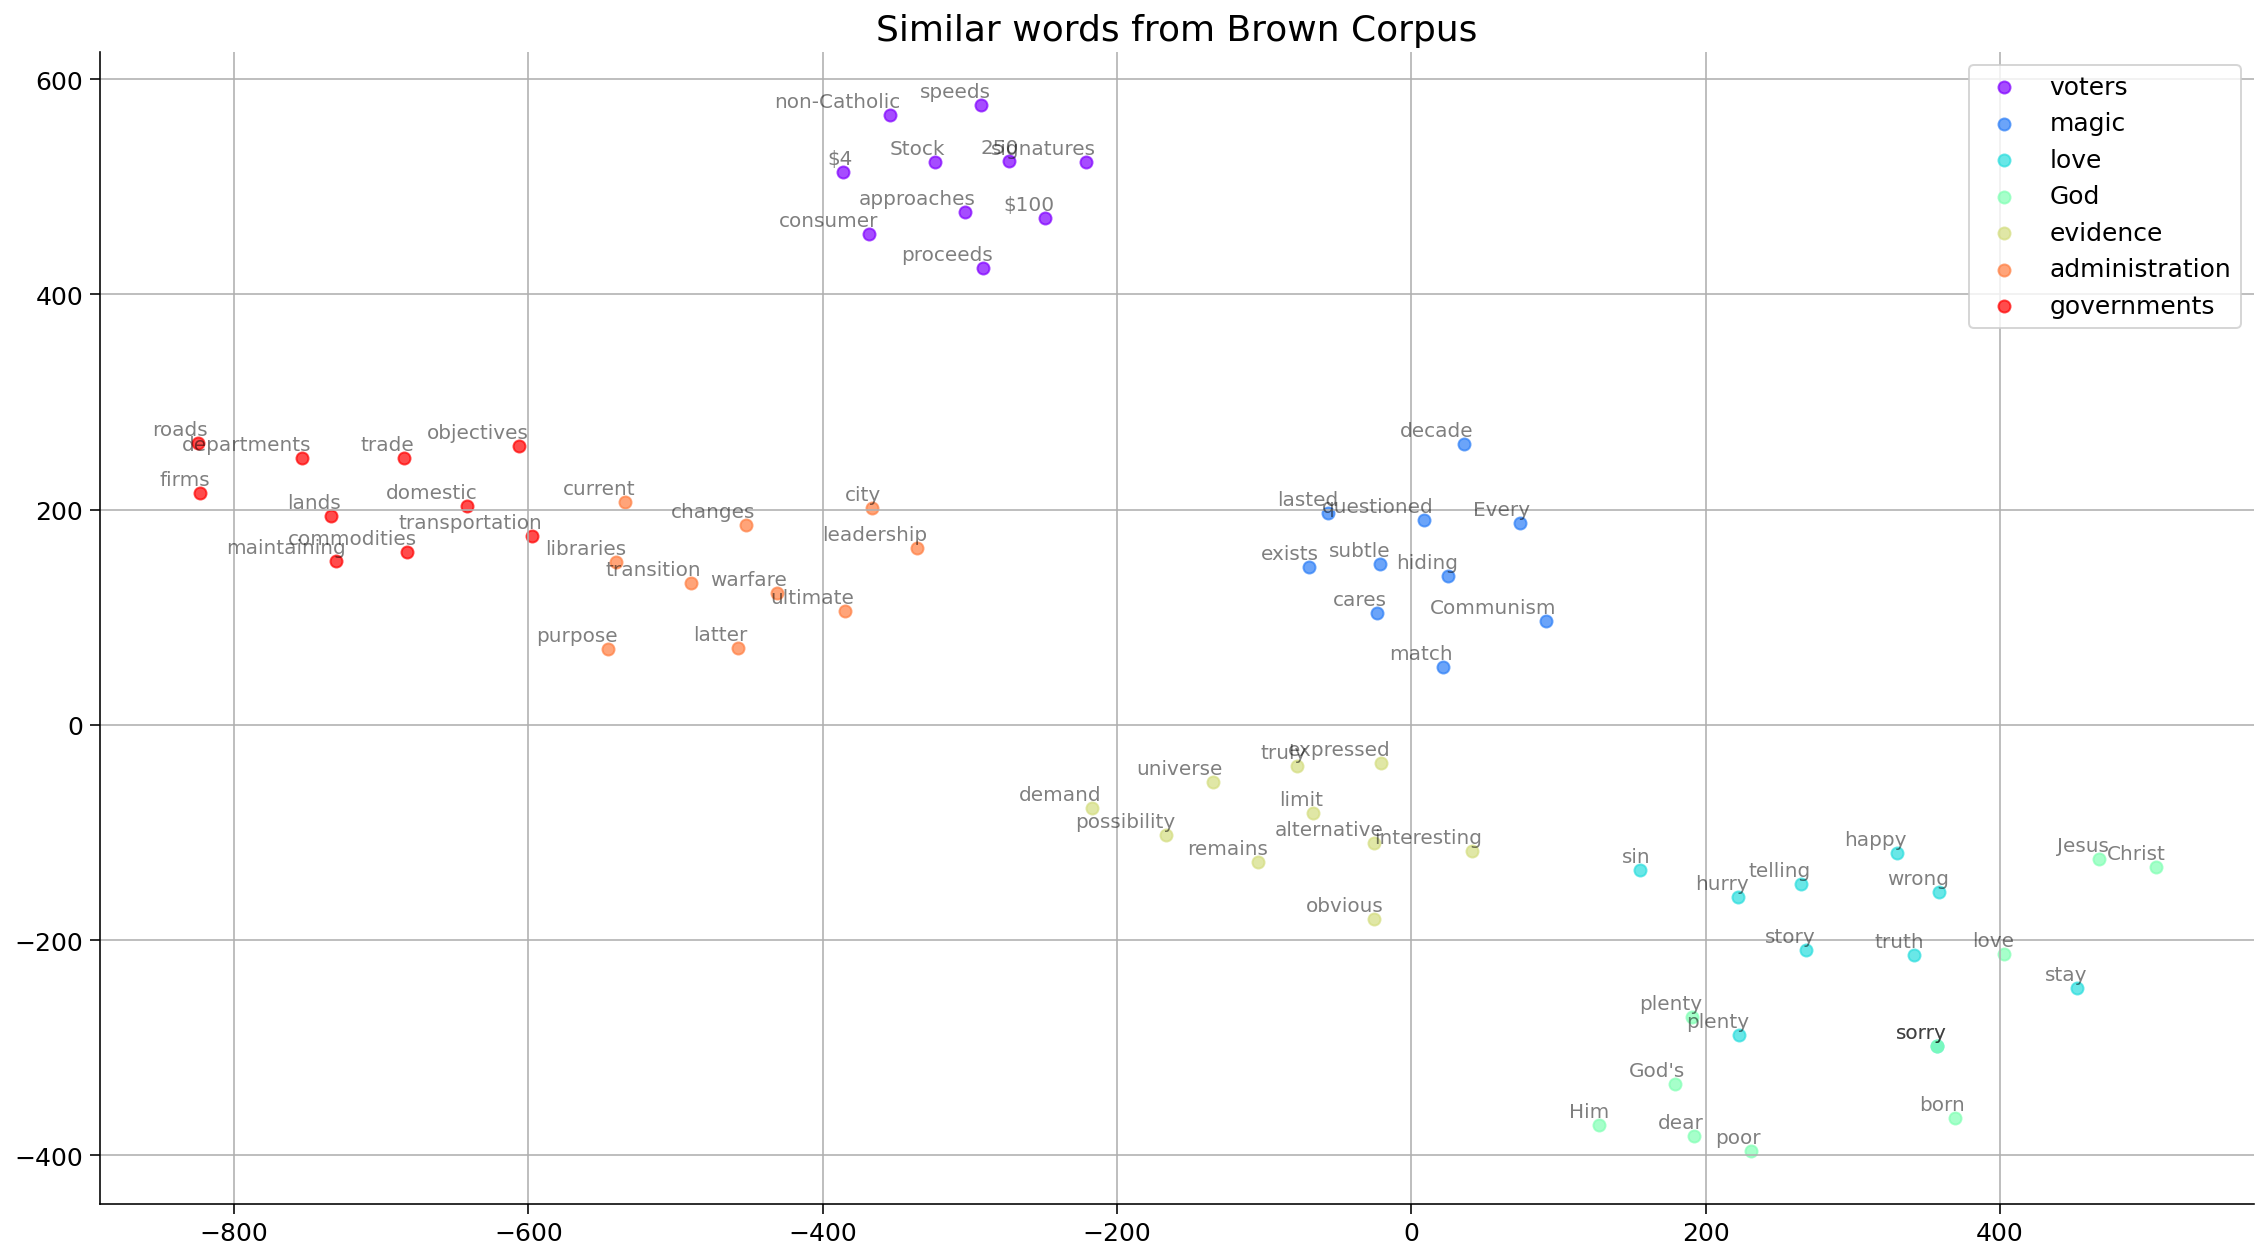 Similar words from Brown Corpus
600
400
200
0
−200
−400
−800
−600
−400
−200
0
200
400
voters
magic
love
God
evidence
administration
governments
speeds
non-Catholic
Stock
250
signatures
$4
approaches
$100
consumer
proceeds
roads
departments
trade
objectives
firms
lands
domestic
transportation
commodities
maintaining
current
changes
city
leadership
libraries
transition
warfare
ultimate
purpose
latter
decade
lasted
questioned
Every
exists
subtle
hiding
cares
Communism
match
truly
expressed
universe
demand
limit
possibility
alternative
interesting
remains
obvious
sin
happy
Jesus
Christ
telling
hurry
wrong
story
truth
love
stay
plenty
plenty
sorry
God's
Him
dear
poor
born